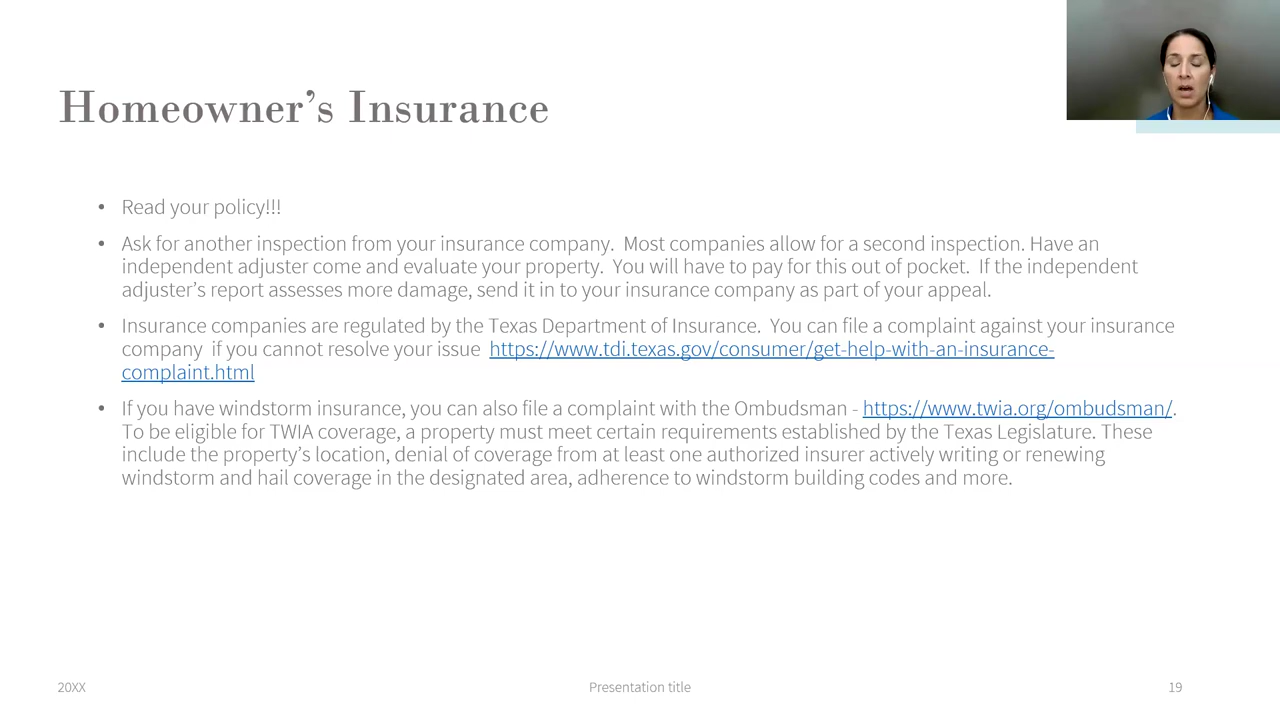 Homeowner’s Insurance
• Read your policy!!!
• Ask for another inspection from your insurance company.  Most companies allow for a second inspection. Have an
independent adjuster come and evaluate your property.  You will have to pay for this out of pocket.  If the independent
adjuster’s report assesses more damage, send it in to your insurance company as part of your appeal.
• Insurance companies are regulated by the Texas Department of Insurance.  You can file a complaint against your insurance
company  if you cannot resolve your issue  https://www.tdi.texas.gov/consumer/get-help-with-an-insurance-
complaint.html
• If you have windstorm insurance, you can also file a complaint with the Ombudsman - https://www.twia.org/ombudsman/.
To be eligible for TWIA coverage, a property must meet certain requirements established by the Texas Legislature. These
include the property’s location, denial of coverage from at least one authorized insurer actively writing or renewing
windstorm and hail coverage in the designated area, adherence to windstorm building codes and more.
20XX
Presentation title
19